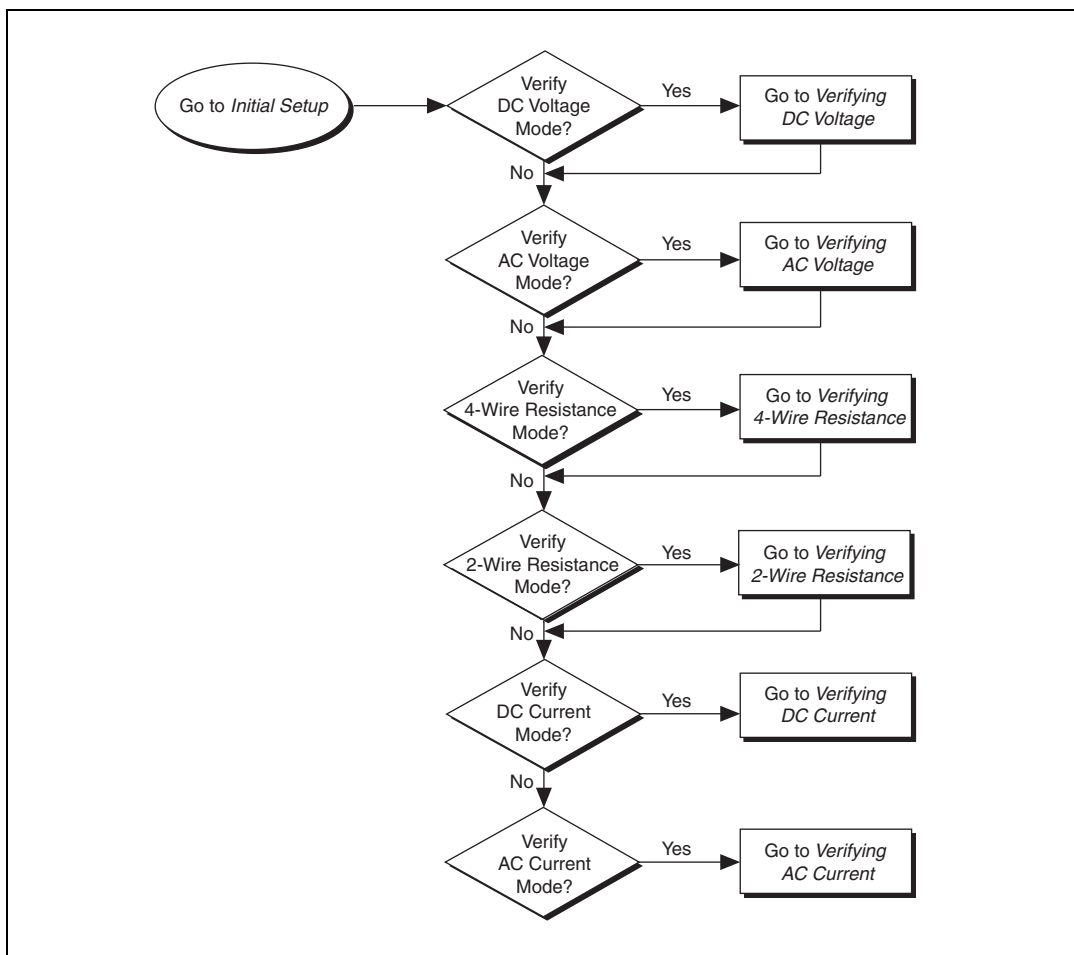 Go to Initial Setup
Verify
DC Voltage
Mode?
Yes
Go to Verifying
DC Voltage
No
Verify
AC Voltage
Mode?
Yes
Go to Verifying
AC Voltage
No
Verify
4-Wire Resistance
Mode?
Yes
Go to Verifying
4-Wire Resistance
No
Verify
2-Wire Resistance
Mode?
Yes
Go to Verifying
2-Wire Resistance
No
Verify
DC Current
Mode?
Yes
Go to Verifying
DC Current
No
Verify
AC Current
Mode?
Yes
Go to Verifying
AC Current